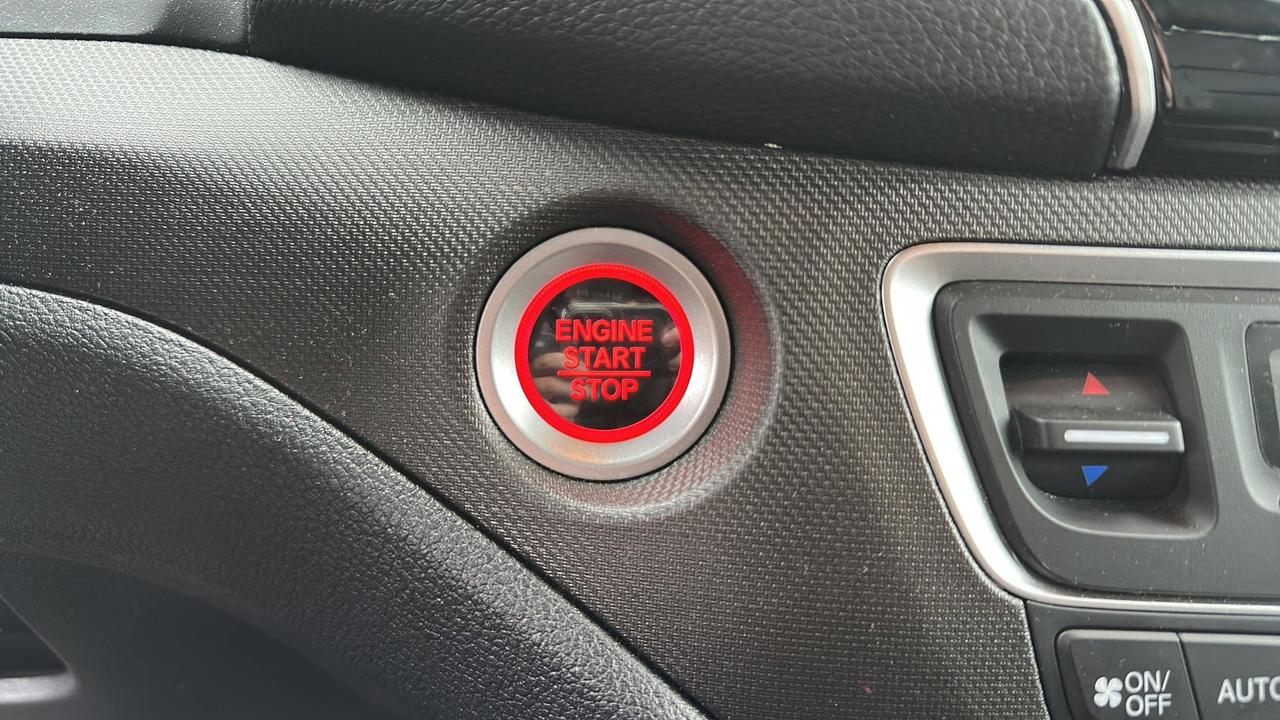 ENGINE
START
STOP
ON/
OFF
AUTO